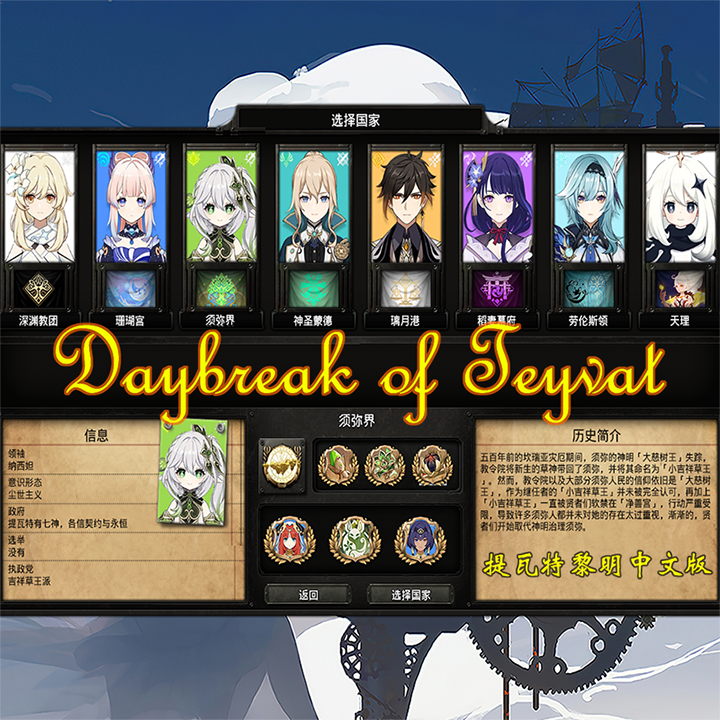 选择国家
深渊教团
珊瑚宫
须弥界
神圣蒙德
璃月港
稻妻幕府
劳伦斯领
天理
Daybreak of Teyvat
须弥界
信息
领袖
纳西妲
意识形态
尘世主义
政府
提瓦特有七神，各信契约与永恒
选举
没有
执政党
吉祥草王派
返回
选择国家
历史简介
五百年前的坎瑞亚灾厄期间，须弥的神明「大慈树王」失踪，
教令院将新生的草神带回了须弥，并将其命名为「小吉祥草王」
。然而，教令院以及大部分须弥人民的信仰依旧是「大慈树
王」，作为继任者的「小吉祥草王」并未被完全认可，再加上
「小吉祥草王」一直被贤者们软禁在「净善宫」，行动严重受
限，导致许多须弥人都并未对她的存在太过重视，渐渐的，贤
者们开始取代神明治理须弥。
提瓦特黎明中文版